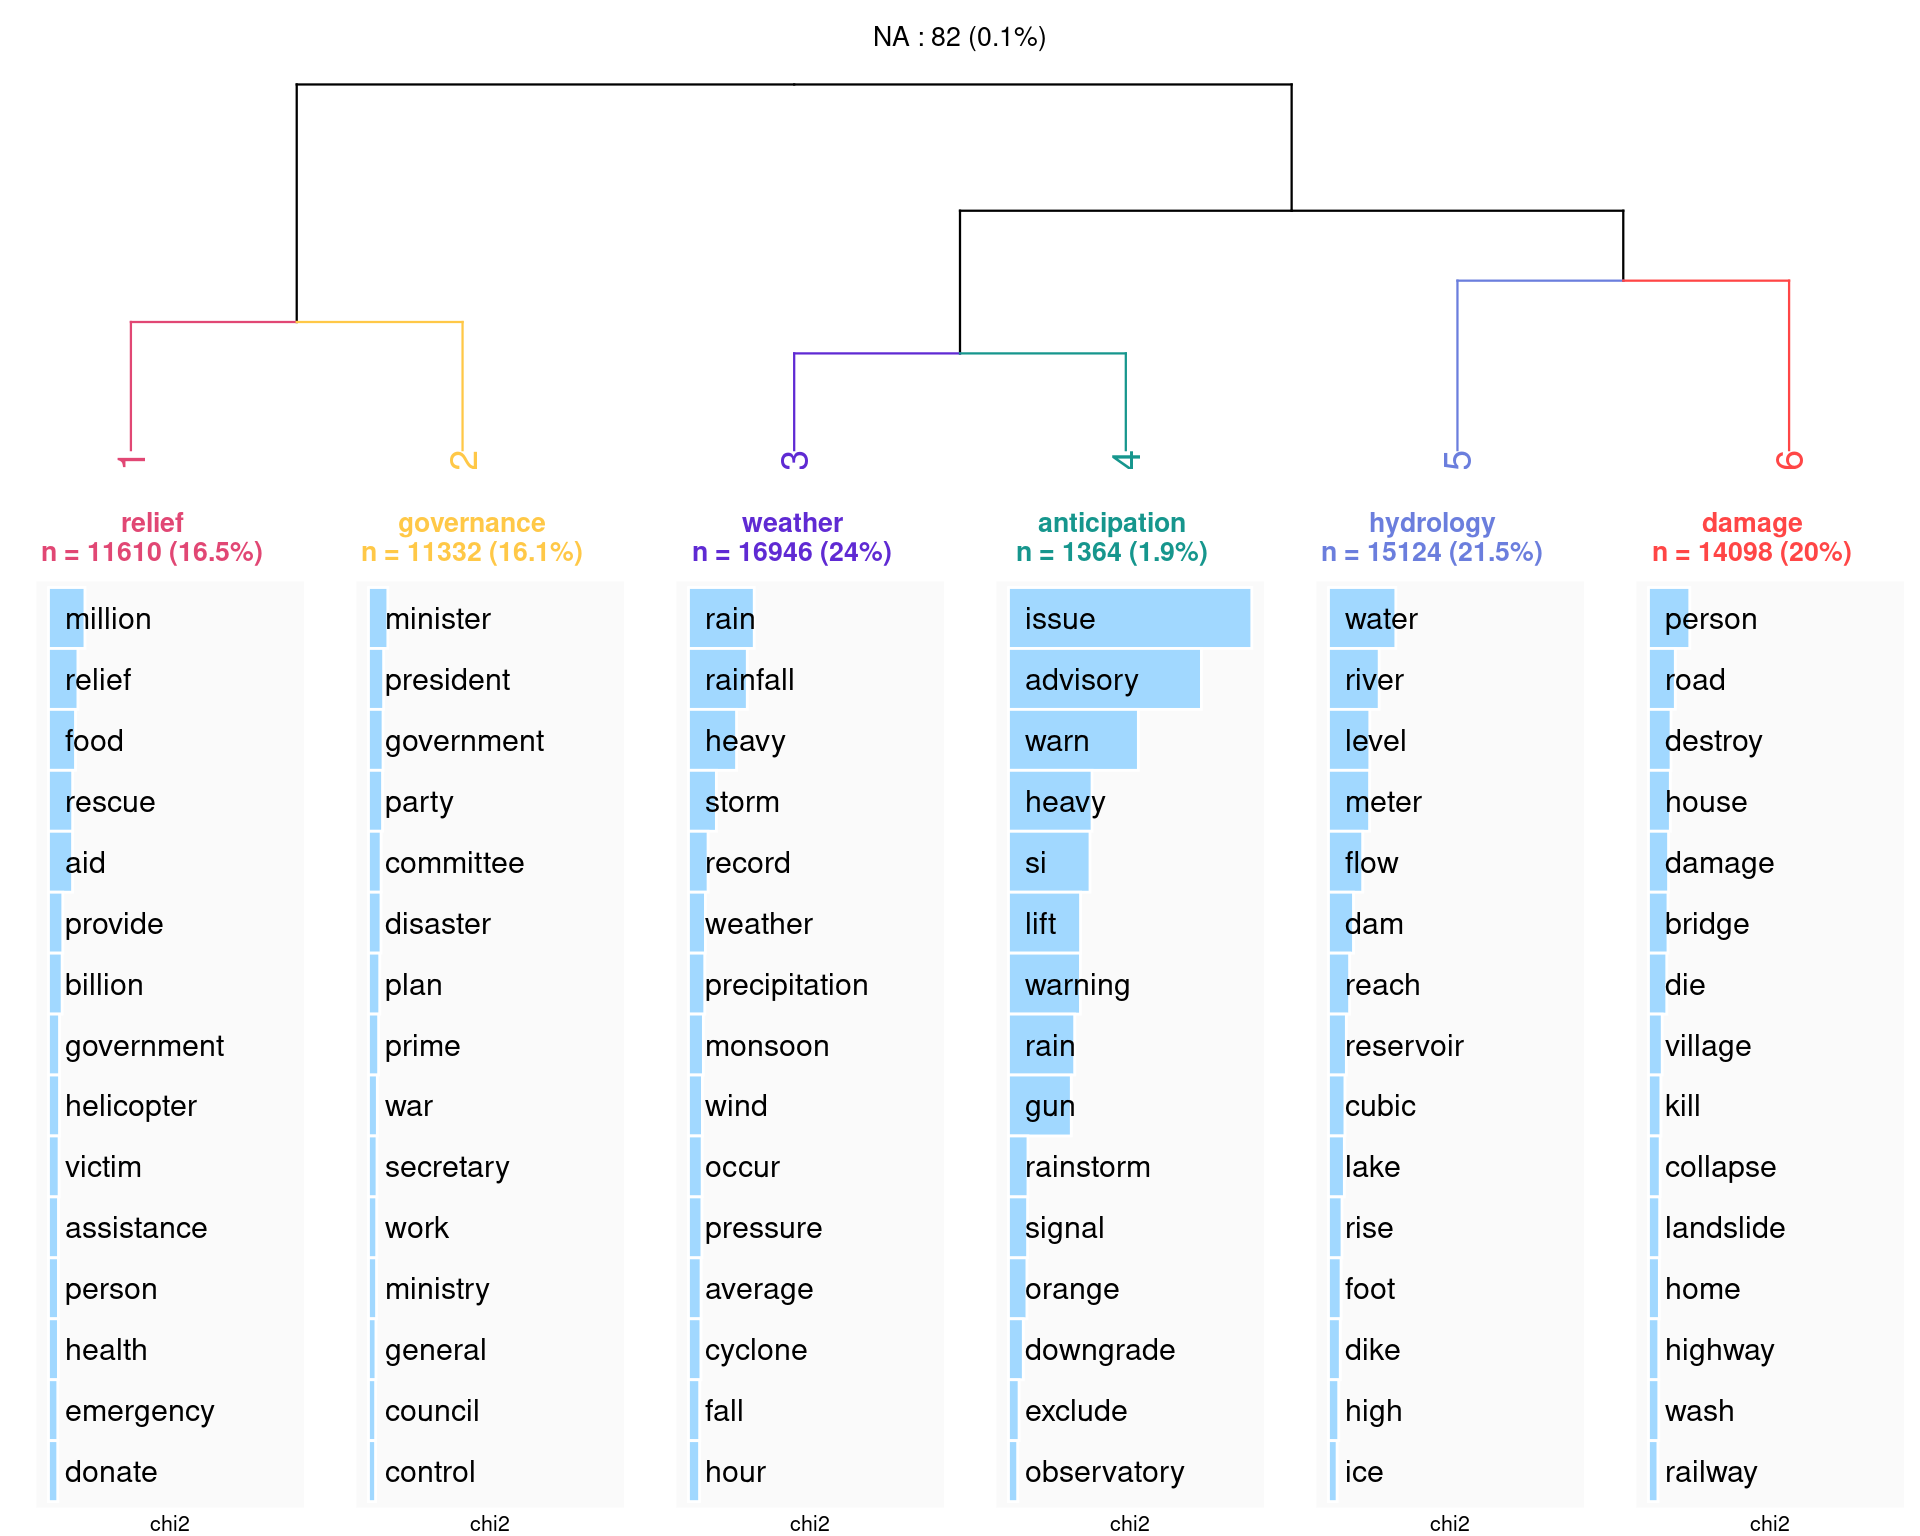 NA : 82 (0.1%)
1
2
3
4
5
6
relief
n = 11610 (16.5%)
governance
n = 11332 (16.1%)
weather
n = 16946 (24%)
anticipation
n = 1364 (1.9%)
hydrology
n = 15124 (21.5%)
damage
n = 14098 (20%)
million
relief
food
rescue
aid
provide
billion
government
helicopter
victim
assistance
person
health
emergency
donate
chi2
minister
president
government
party
committee
disaster
plan
prime
war
secretary
work
ministry
general
council
control
chi2
rain
rainfall
heavy
storm
record
weather
precipitation
monsoon
wind
occur
pressure
average
cyclone
fall
hour
chi2
issue
advisory
warn
heavy
si
lift
warning
rain
gun
rainstorm
signal
orange
downgrade
exclude
observatory
chi2
water
river
level
meter
flow
dam
reach
reservoir
cubic
lake
rise
foot
dike
high
ice
chi2
person
road
destroy
house
damage
bridge
die
village
kill
collapse
landslide
home
highway
wash
railway
chi2